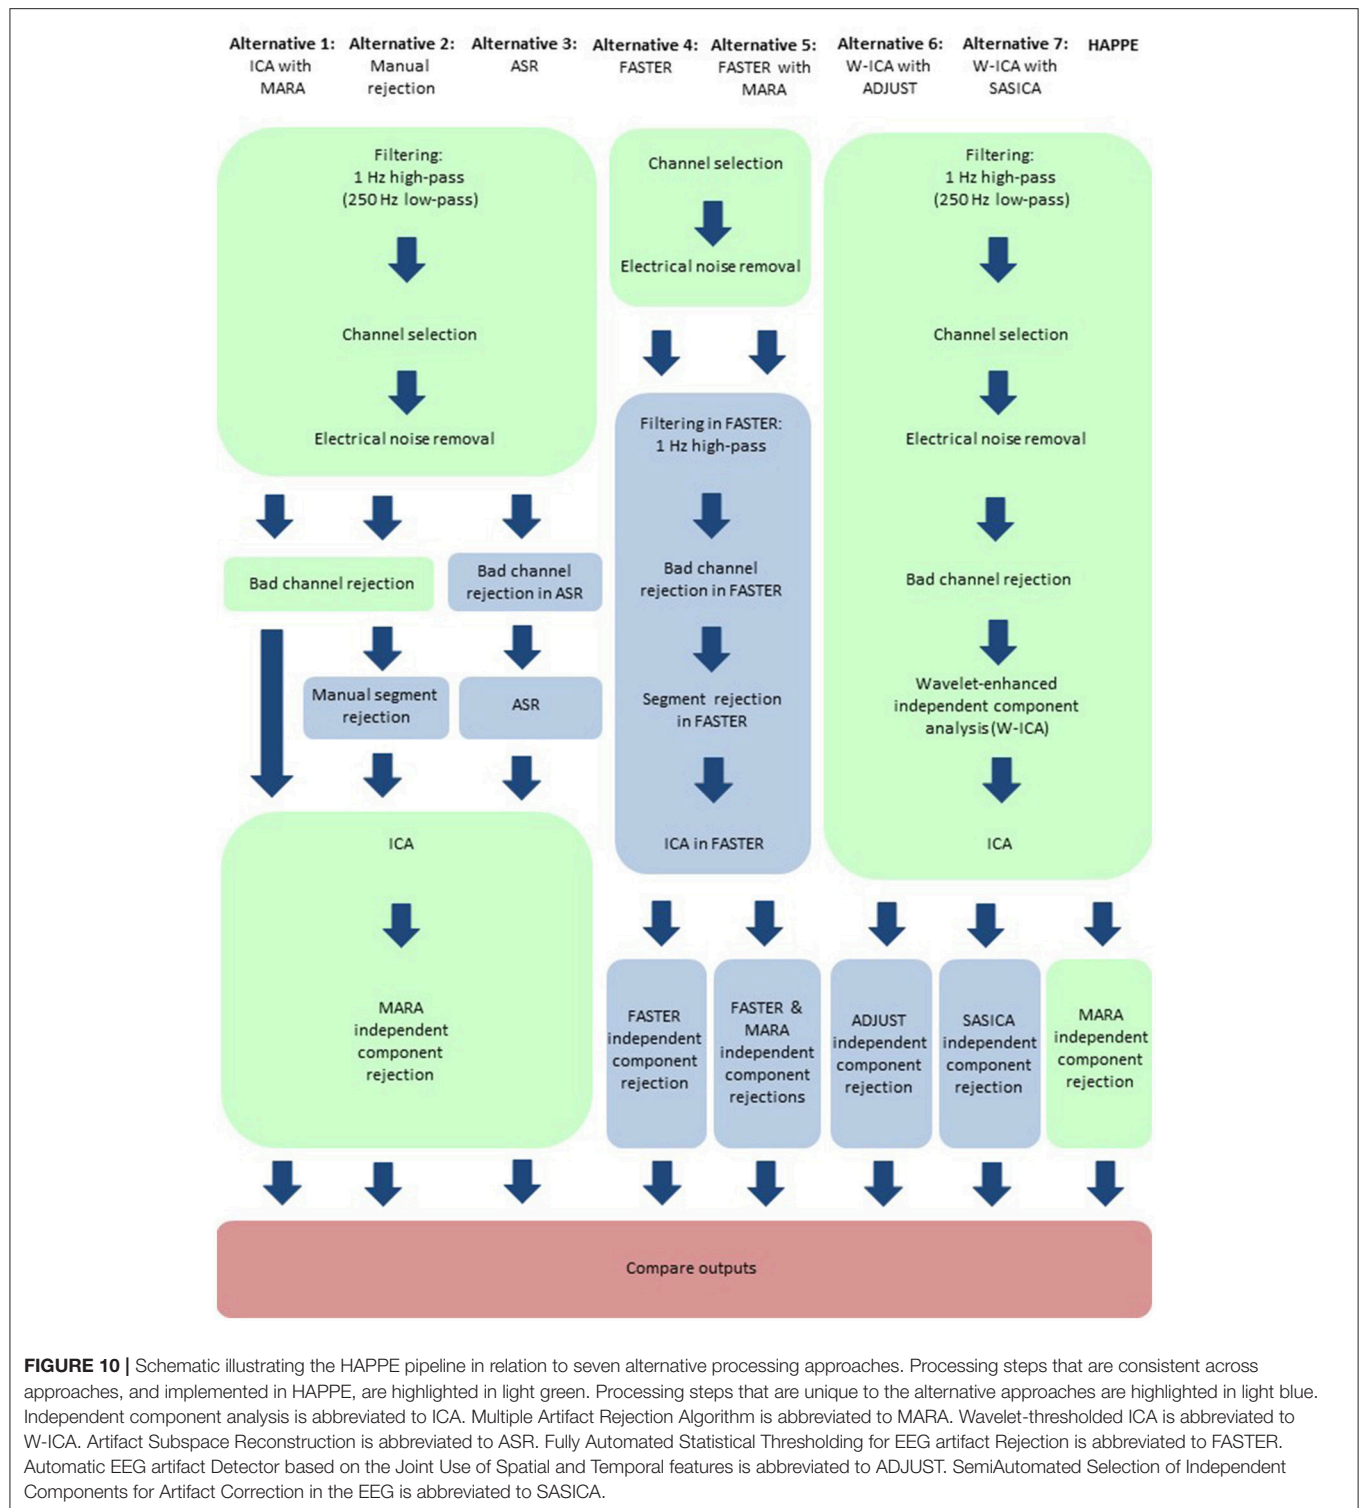 Alternative 1:
ICA with
MARA
Alternative 2:
Manual
rejection
Alternative 3:
ASR
Alternative 4:
FASTER
Alternative 5:
FASTER with
MARA
Alternative 6:
W-ICA with
ADJUST
Alternative 7:
W-ICA with
SASICA
HAPPE
Filtering:
1 Hz high-pass
(250 Hz low-pass)
Channel selection
Electrical noise removal
Bad channel rejection
Bad channel
rejection in ASR
Manual segment
rejection
ASR
ICA
MARA
independent
component
rejection
Channel selection
Electrical noise removal
Filtering in FASTER:
1 Hz high-pass
Bad channel
rejection in FASTER
Segment rejection
in FASTER
ICA in FASTER
FASTER
independent
component
rejection
FASTER &
MARA
independent
component
rejections
Filtering:
1 Hz high-pass
(250 Hz low-pass)
Channel selection
Electrical noise removal
Bad channel rejection
Wavelet-enhanced
independent component
analysis (W-ICA)
ICA
ADJUST
independent
component
rejection
SASICA
independent
component
rejection
MARA
independent
component
rejection
Compare outputs
FIGURE 10 | Schematic illustrating the HAPPE pipeline in relation to seven alternative processing approaches. Processing steps that are consistent across
approaches, and implemented in HAPPE, are highlighted in light green. Processing steps that are unique to the alternative approaches are highlighted in light blue.
Independent component analysis is abbreviated to ICA. Multiple Artifact Rejection Algorithm is abbreviated to MARA. Wavelet-thresholded ICA is abbreviated to
W-ICA. Artifact Subspace Reconstruction is abbreviated to ASR. Fully Automated Statistical Thresholding for EEG artifact Rejection is abbreviated to FASTER.
Automatic EEG artifact Detector based on the Joint Use of Spatial and Temporal features is abbreviated to ADJUST. SemiAutomated Selection of Independent
Components for Artifact Correction in the EEG is abbreviated to SASICA.